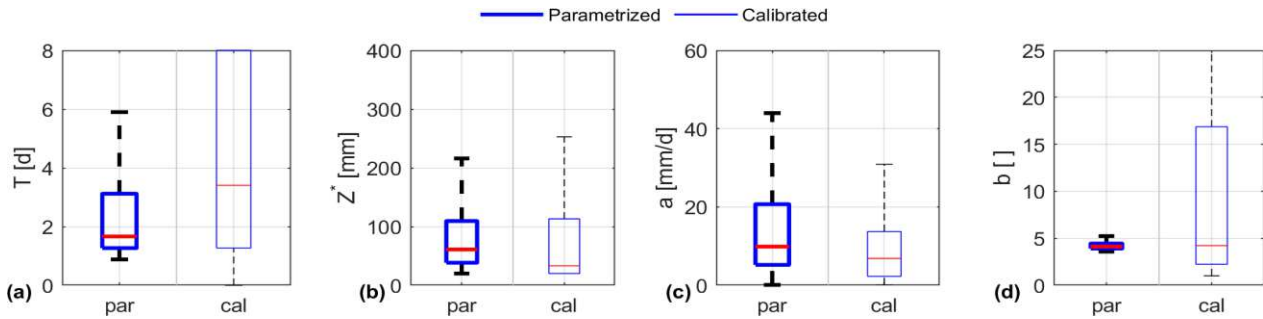 Parametrized Calibrated
T [d]
8
6
4
2
0
(a)
par cal
Z* [mm]
400
300
200
100
0
(b)
par cal
a [mm/d]
60
40
20
0
(c)
par cal
b [ ]
25
20
15
10
5
0
(d)
par cal